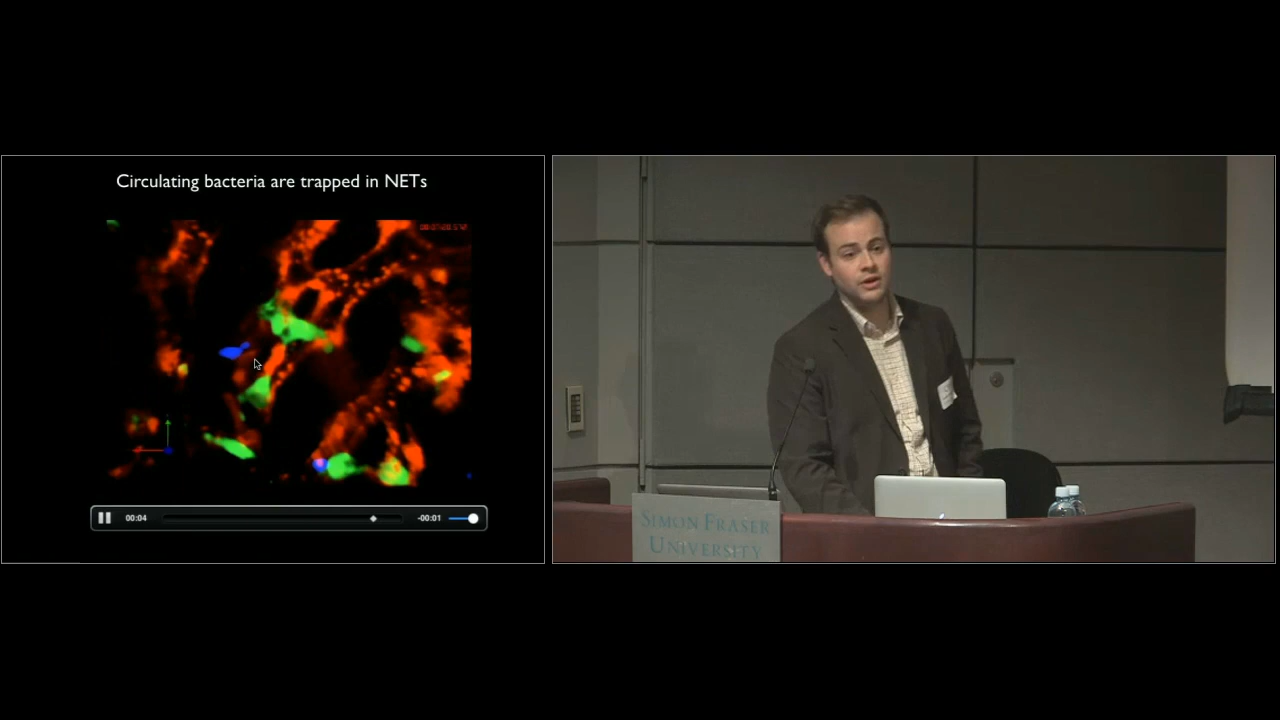 Circulating bacteria are trapped in NETs
00:04
-00:01
SIMON FRASER
UNIVERSITY